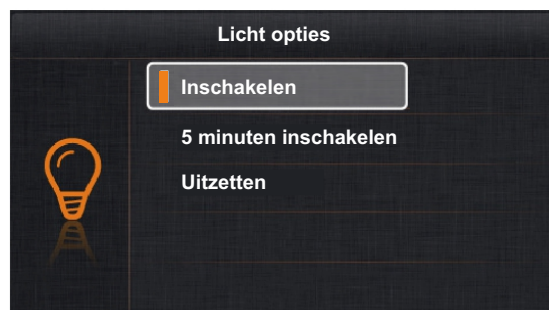 Licht opties
Inschakelen
5 minuten inschakelen
Uitzetten